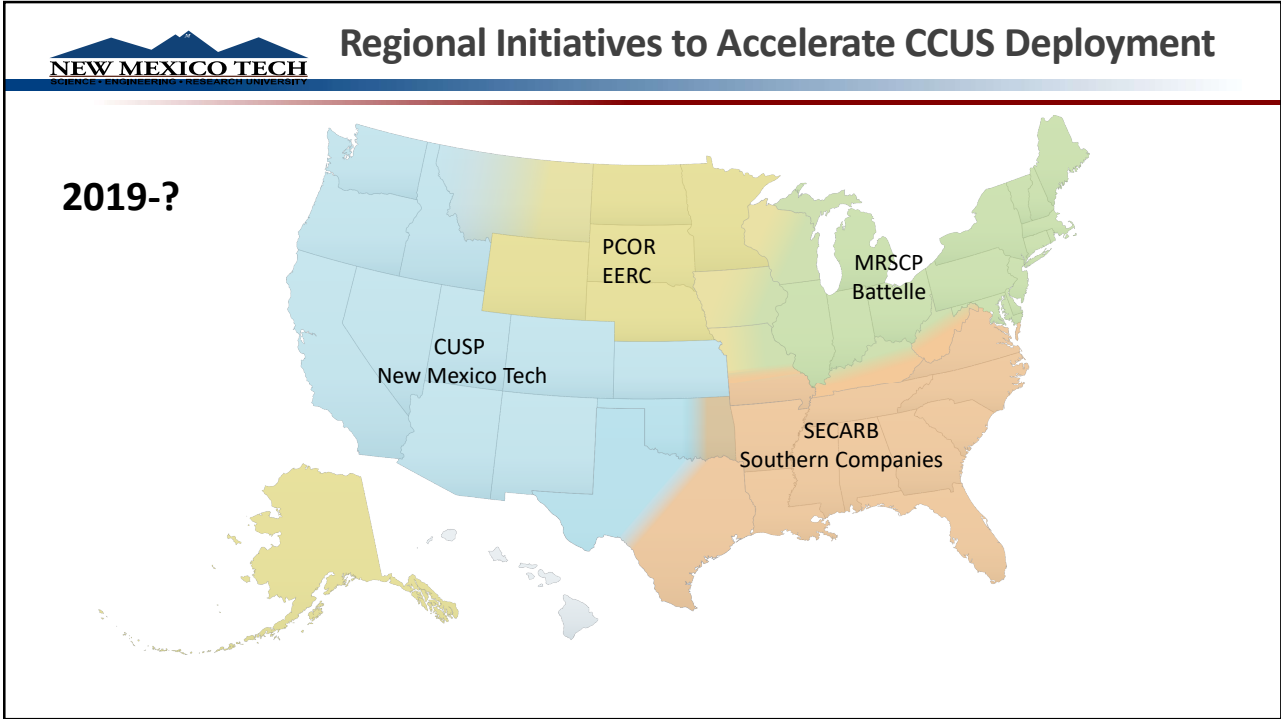 NEW MEXICO TECH
SCIENCE • ENGINEERING • RESEARCH UNIVERSITY
Regional Initiatives to Accelerate CCUS Deployment
2019-?
PCOR
EERC
MRSCP
Battelle
CUSP
New Mexico Tech
SECARB
Southern Companies